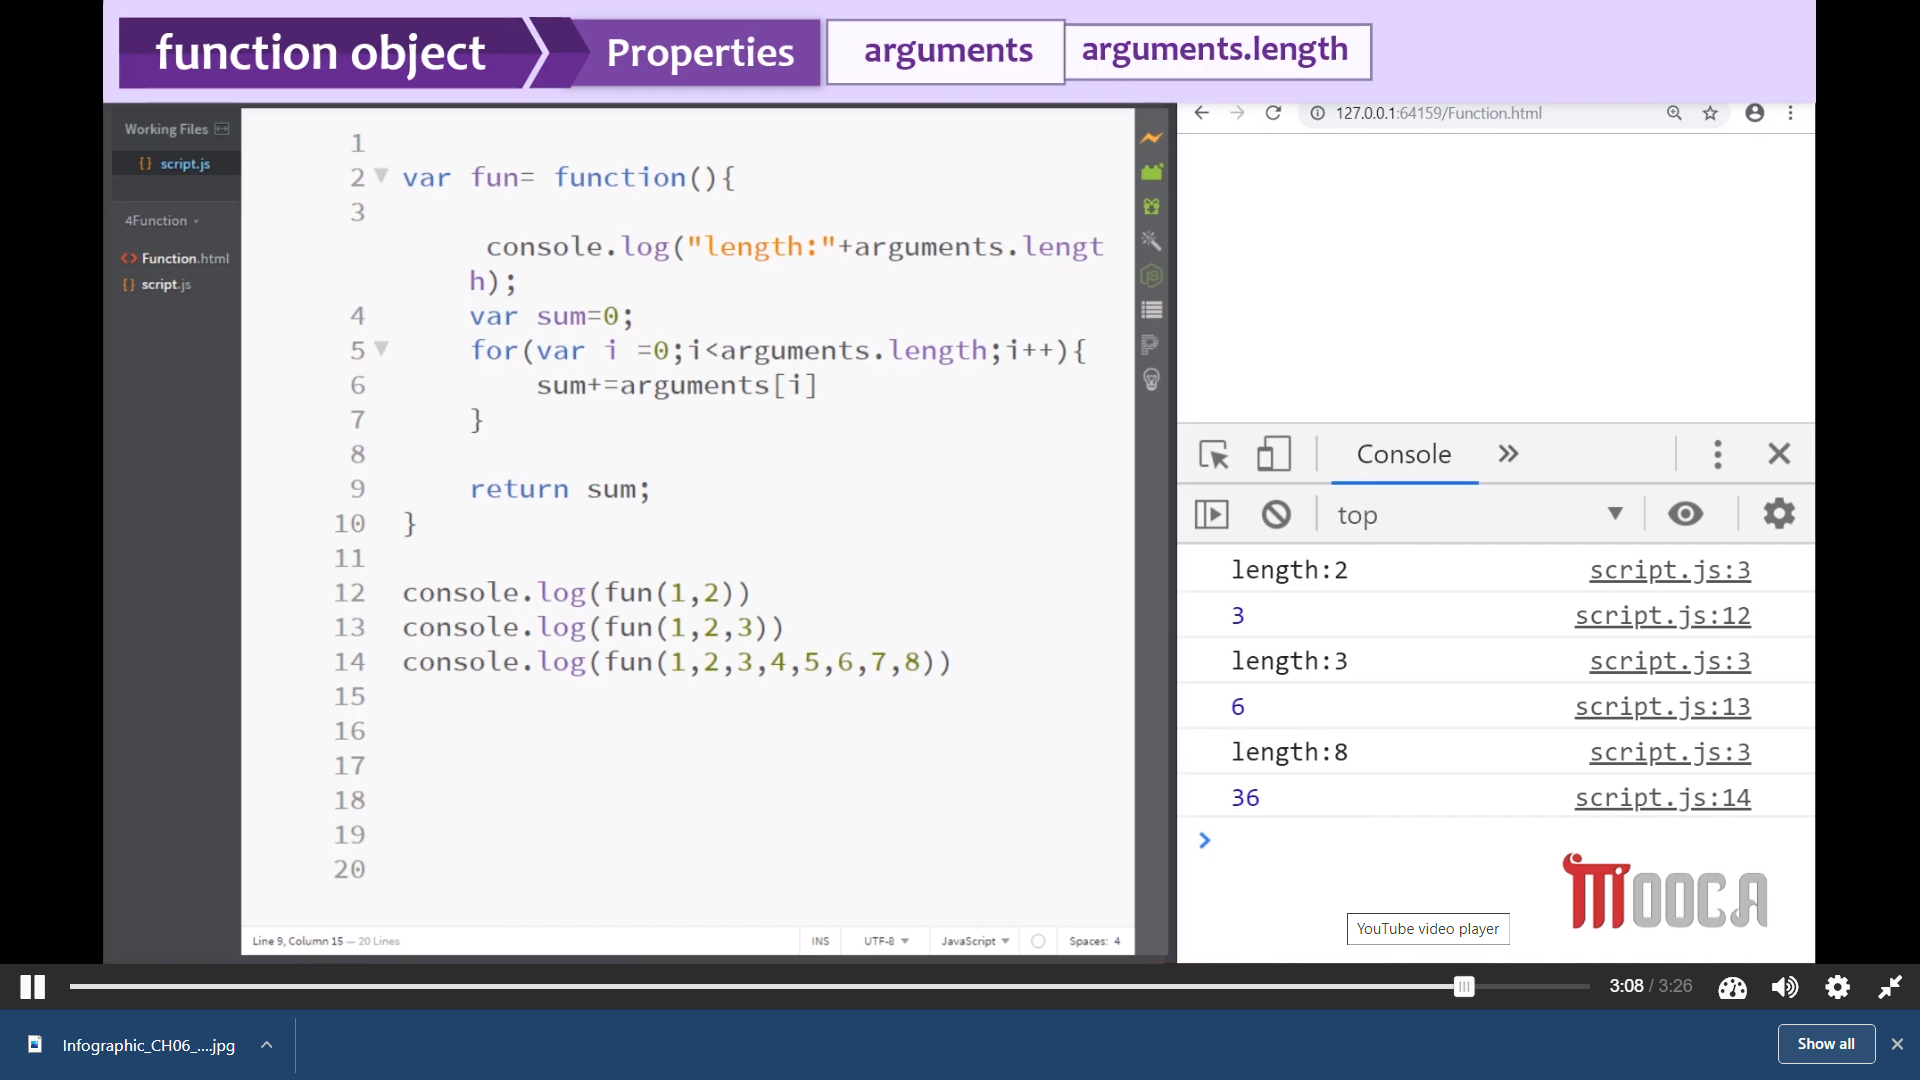 function object
Properties
arguments
arguments.length
Working Files
script.js
4Function
Function.html
script.js
1
2 var fun= function(){
3
console.log("length:"+arguments.lengt
h);
4 var sum=0;
5 for(var i =0;i<arguments.length;i++){
6 sum+=arguments[i]
7 }
8
9 return sum;
10 }
11
12 console.log(fun(1,2))
13 console.log(fun(1,2,3))
14 console.log(fun(1,2,3,4,5,6,7,8))
15
16
17
18
19
20
Line 9, Column 15 — 20 Lines
INS
UTF-8
JavaScript
Spaces: 4
127.0.0.1:64159/Function.html
Console
top
length:2 script.js:3
3 script.js:12
length:3 script.js:3
6 script.js:13
length:8 script.js:3
36 script.js:14
MOOCA
YouTube video player
3:08 / 3:26
Infographic_CH06_....jpg
Show all